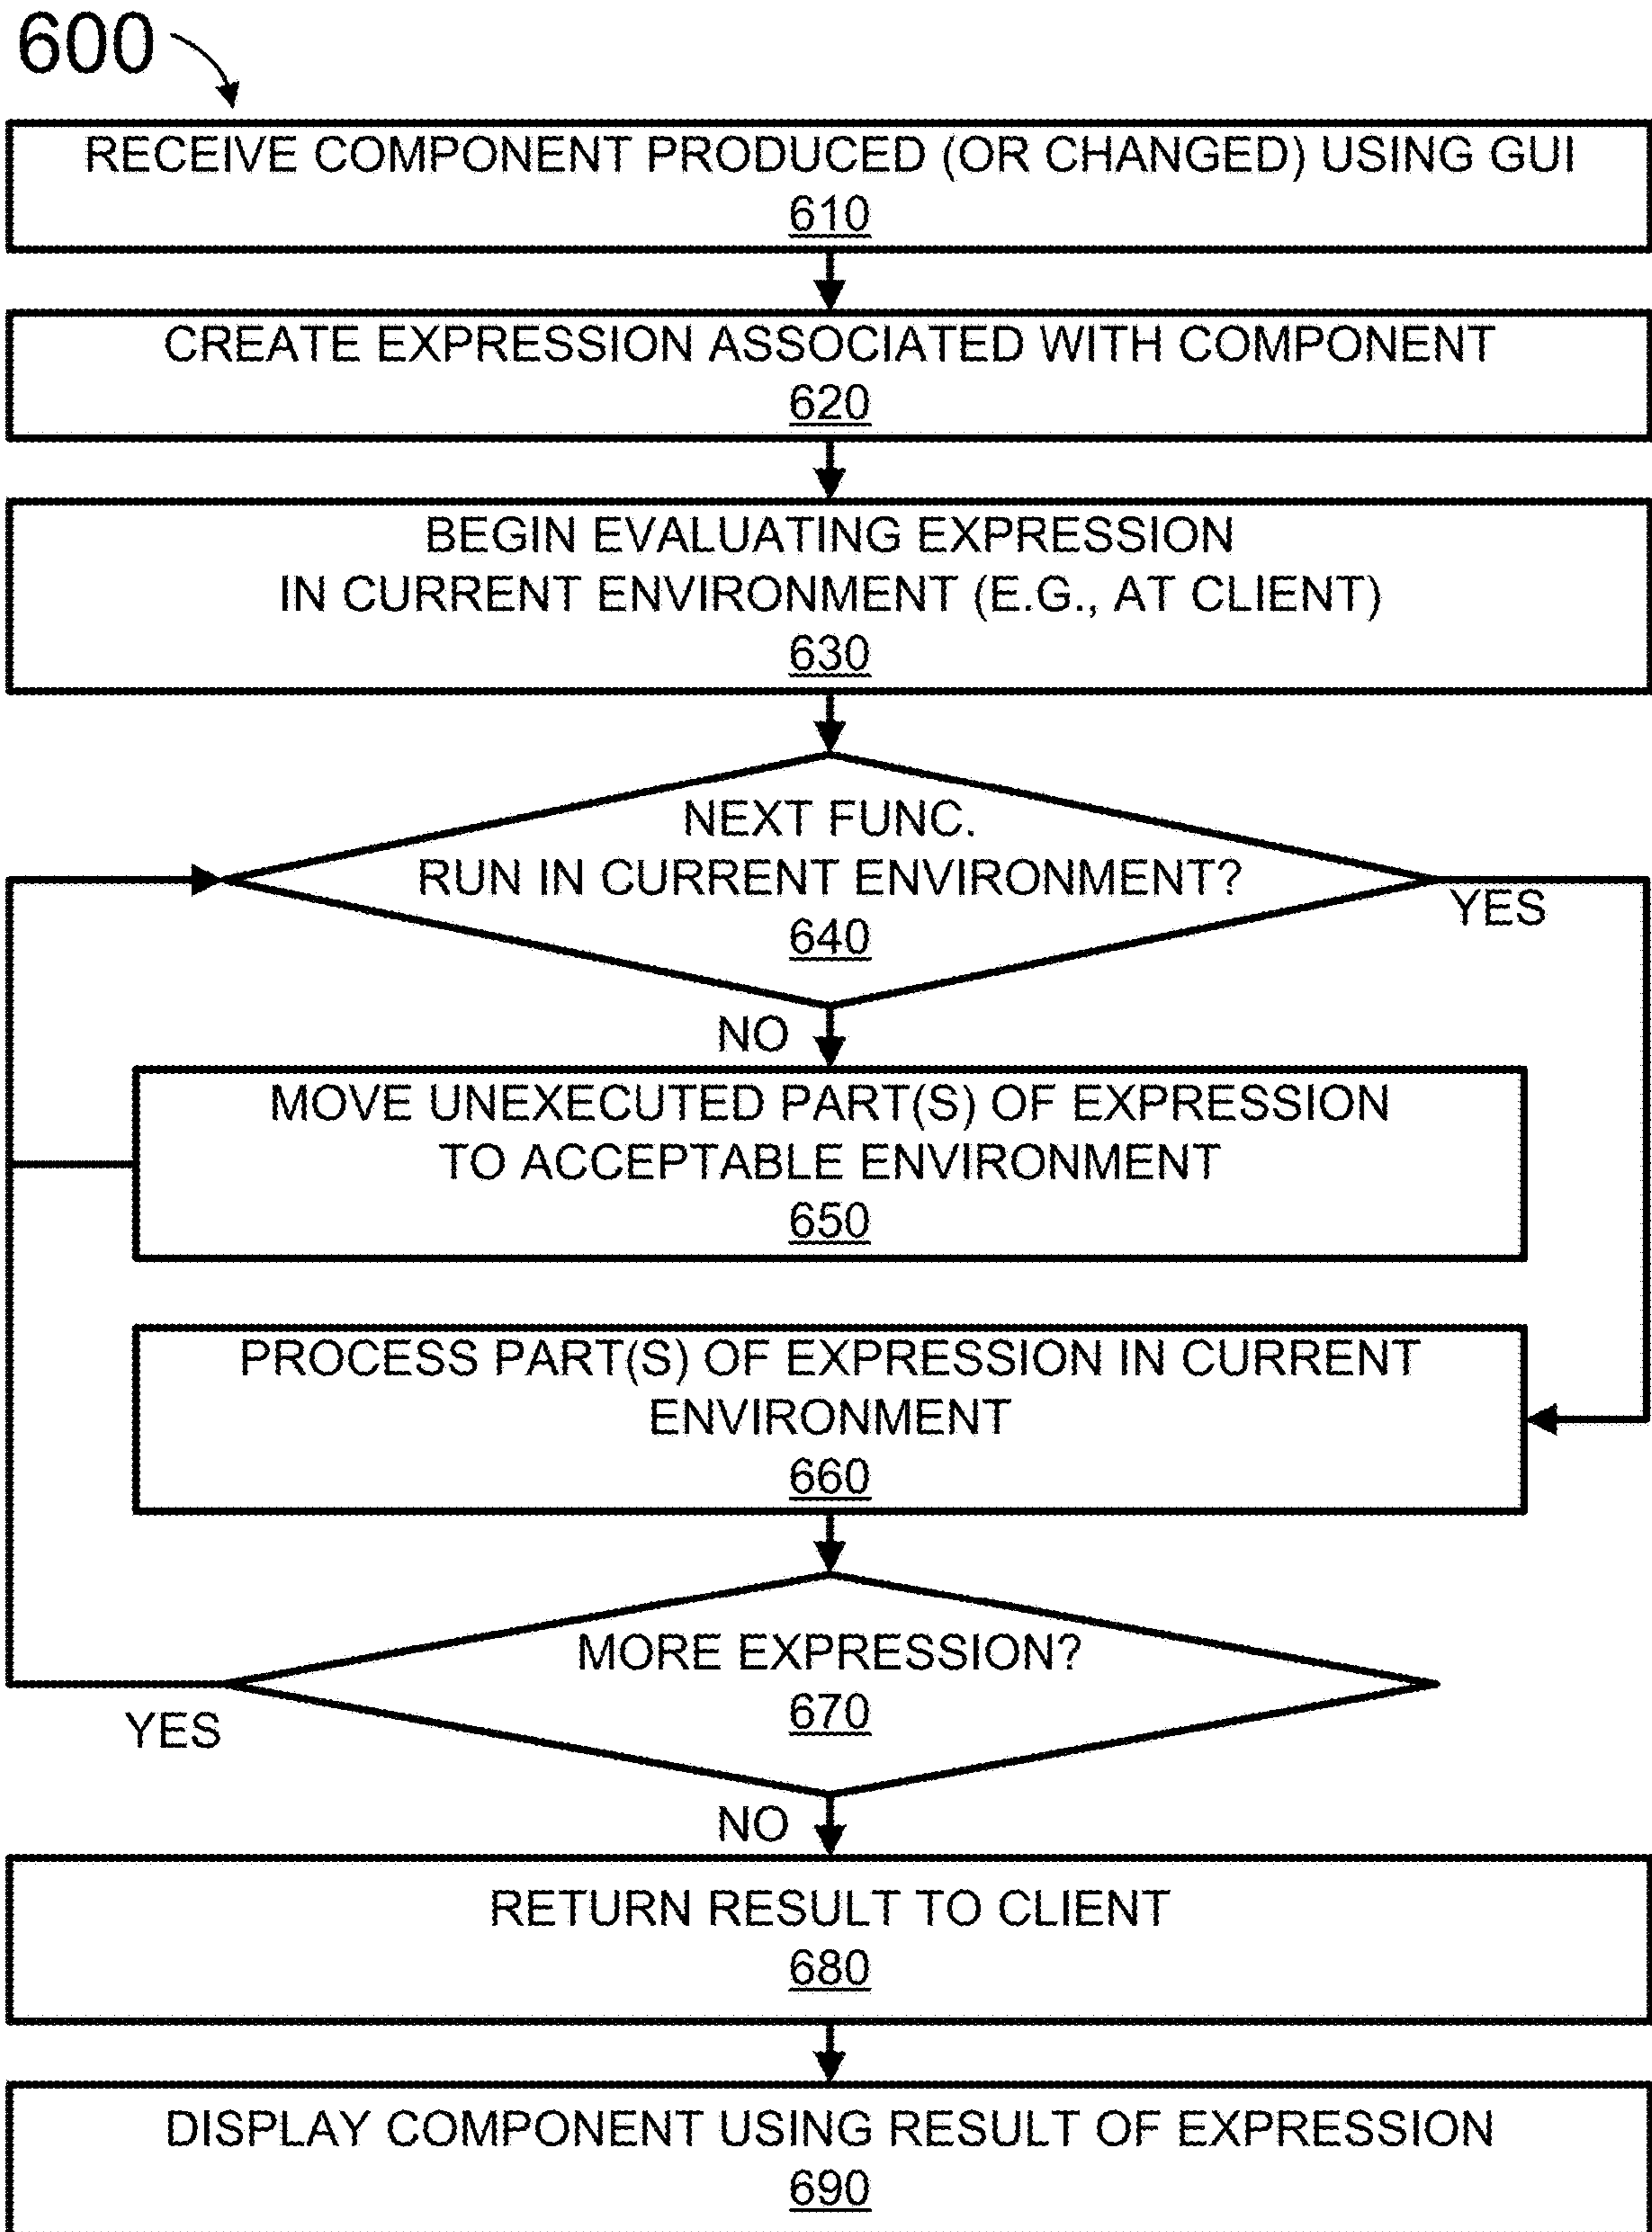 600
RECEIVE COMPONENT PRODUCED (OR CHANGED) USING GUI
610
CREATE EXPRESSION ASSOCIATED WITH COMPONENT
620
BEGIN EVALUATING EXPRESSION
IN CURRENT ENVIRONMENT (E.G., AT CLIENT)
630
NEXT FUNC.
RUN IN CURRENT ENVIRONMENT?
640
YES
NO
MOVE UNEXECUTED PART(S) OF EXPRESSION
TO ACCEPTABLE ENVIRONMENT
650
PROCESS PART(S) OF EXPRESSION IN CURRENT
ENVIRONMENT
660
MORE EXPRESSION?
670
YES
NO
RETURN RESULT TO CLIENT
680
DISPLAY COMPONENT USING RESULT OF EXPRESSION
690